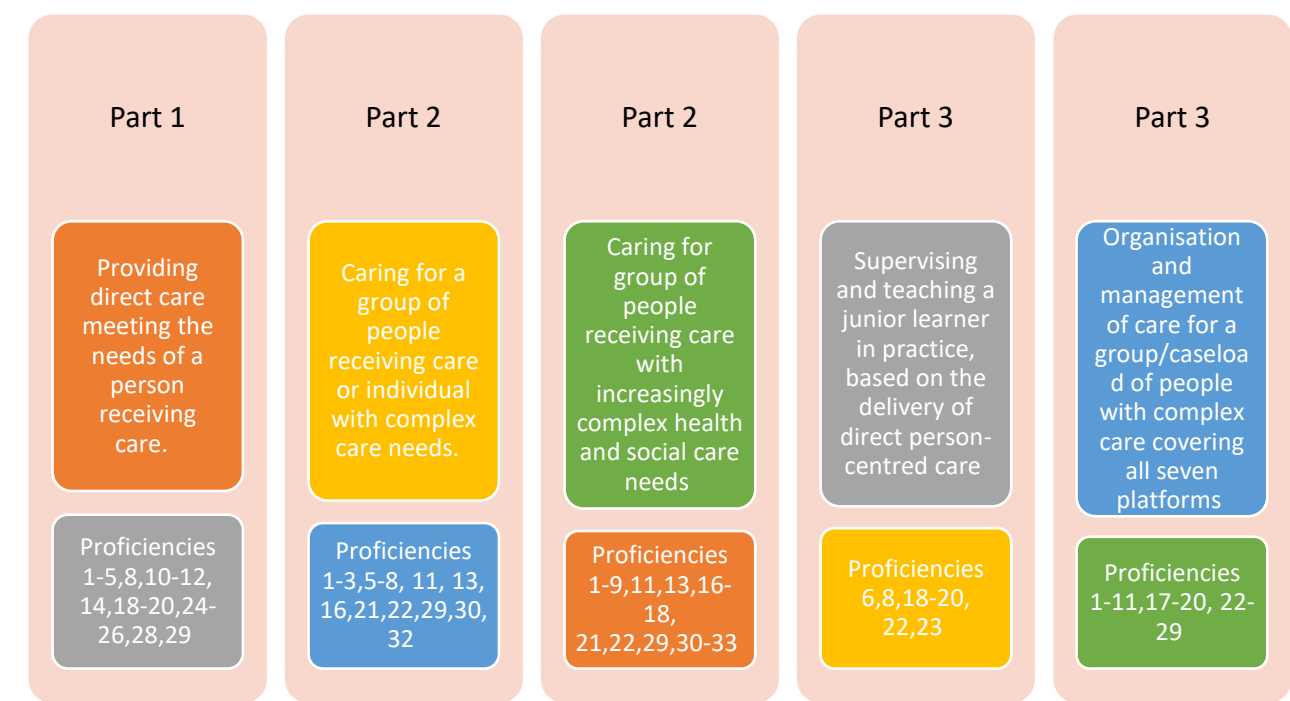 Part 1
Providing
direct care
meeting the
needs of a
person
receiving
care.
Proficiencies
1-5,8,10-12,
14,18-20,24-
26,28,29
Part 2
Caring for a
group of
people
receiving care
or individual
with complex
care needs.
Proficiencies
1-3,5-8, 11, 13,
16,21,22,29,30,
32
Part 2
Caring for
group of
people
receiving care
with
increasingly
complex health
and social care
needs
Proficiencies
1-9,11,13,16-
18,
21,22,29,30-33
Part 3
Supervising
and teaching a
junior learner
in practice,
based on the
delivery of
direct person-
centred care
Proficiencies
6,8,18-20,
22,23
Part 3
Organisation
and
management
of care for a
group/caseloa
d of people
with complex
care covering
all seven
platforms
Proficiencies
1-11,17-20, 22-
29